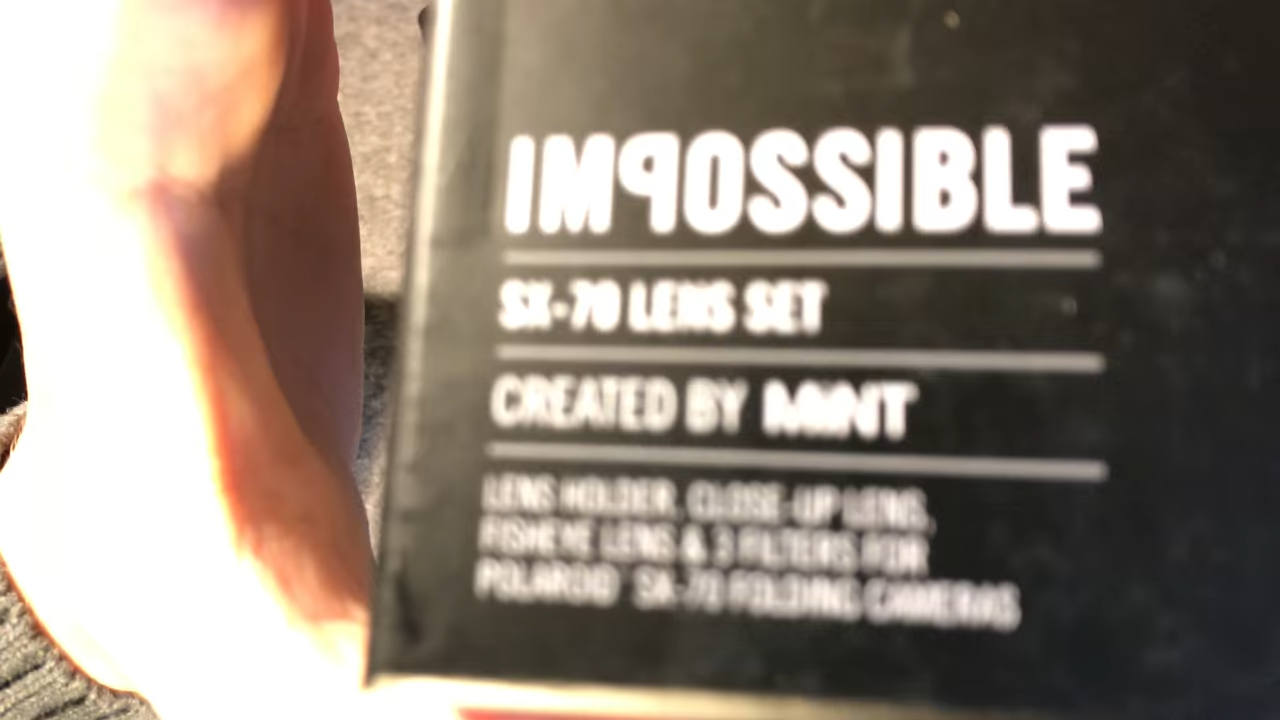 IMPOSSIBLE
SX-70 LENS SET
CREATED BY MINT
LENS HOLDER, CLOSE-UP LENS,
FISHEYE LENS & 3 FILTERS FOR
POLAROID SX-70 FOLDING CAMERAS